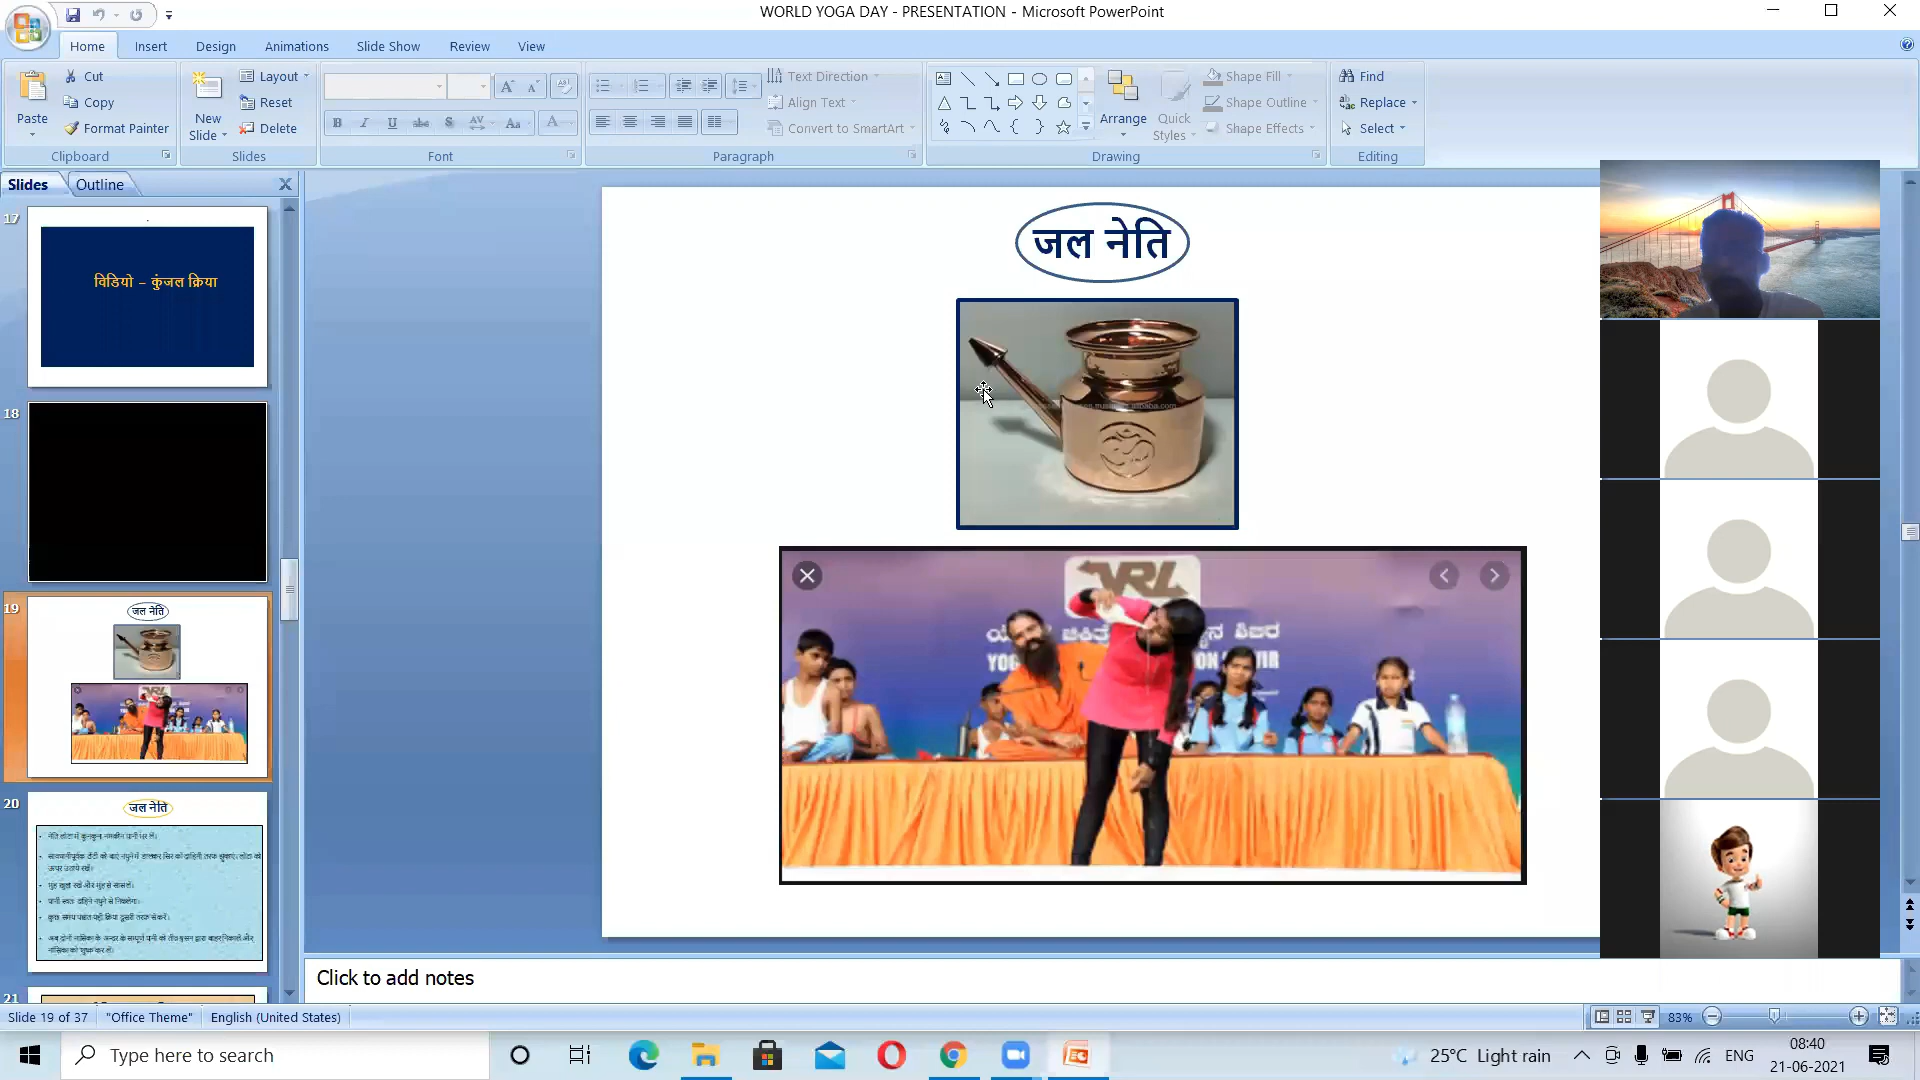 WORLD YOGA DAY - PRESENTATION - Microsoft PowerPoint
Home Insert Design Animations Slide Show Review View
Paste
Cut
Copy
Format Painter
Clipboard
New Slide
Layout
Reset
Delete
Slides
Font
Text Direction
Align Text
Convert to SmartArt
Paragraph
Arrange
Quick Styles
Shape Fill
Shape Outline
Shape Effects
Drawing
Find
Replace
Select
Editing
Slides Outline
17
विडियो – कुंजल क्रिया
18
19
जल नेति
20
जल नेति
21
जल नेति
VRL
YOG
Click to add notes
Slide 19 of 37 "Office Theme" English (United States)
83%
Type here to search
25°C Light rain
ENG
08:40
21-06-2021